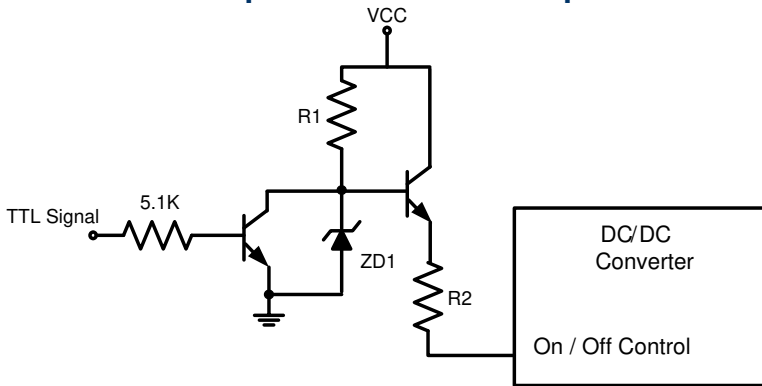 VCC
R1
5.1K
TTL Signal
ZD1
R2
DC/DC
Converter
On / Off Control